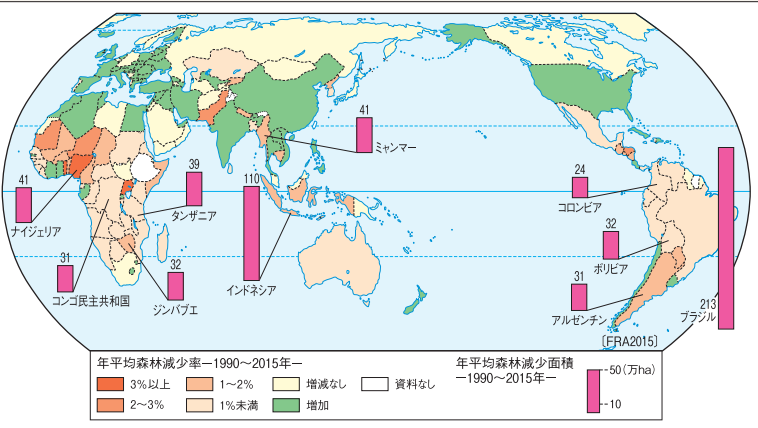 41
ミャンマー
39
タンザニア
110
インドネシア
41
ナイジェリア
31
コンゴ民主共和国
32
ジンバブエ
24
コロンビア
32
ボリビア
31
アルゼンチン
213
ブラジル
〔FRA2015〕
年平均森林減少率－1990～2015年－
3％以上
1～2％
増減なし
資料なし
2～3％
1％未満
増加
年平均森林減少面積
－1990～2015年－
50（万ha）
10